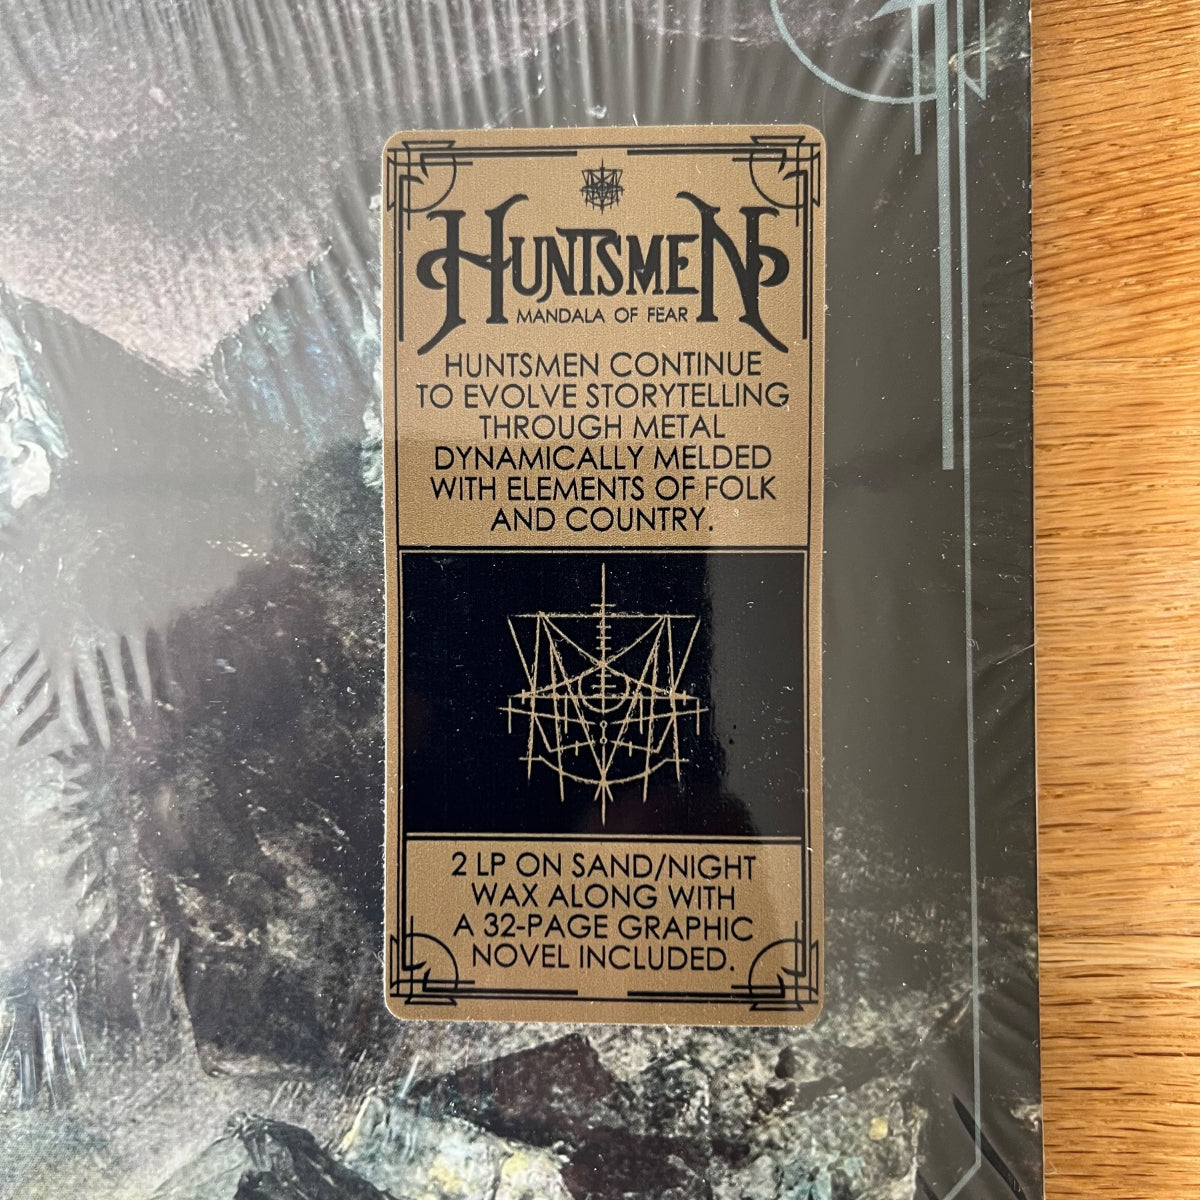 HUNTSMEN
MANDALA OF FEAR
HUNTSMEN CONTINUE
TO EVOLVE STORYTELLING
THROUGH METAL
DYNAMICALLY MELDED
WITH ELEMENTS OF FOLK
AND COUNTRY.
2 LP ON SAND/NIGHT
WAX ALONG WITH
A 32-PAGE GRAPHIC
NOVEL INCLUDED.